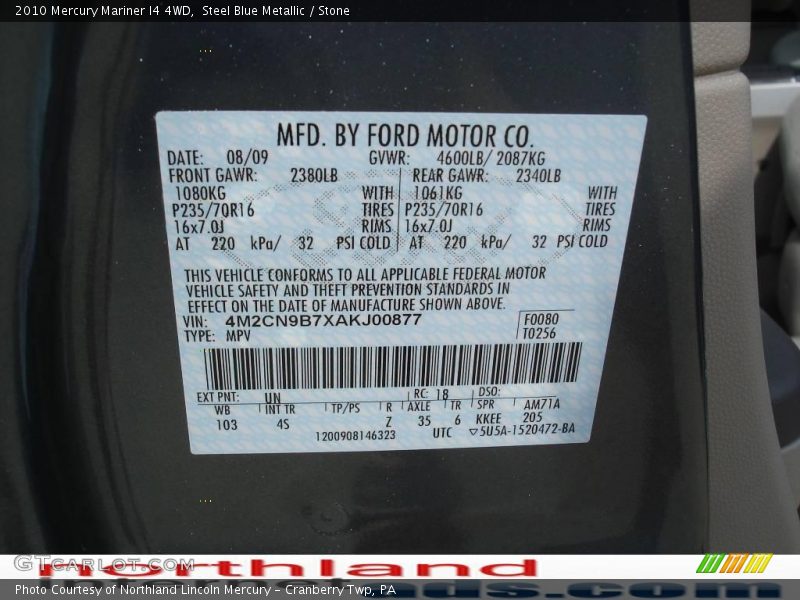 2010 Mercury Mariner I4 4WD, Steel Blue Metallic / Stone
MFD. BY FORD MOTOR CO.
DATE: 08/09 GVWR: 4600LB/ 2087KG
FRONT GAWR: 2380LB REAR GAWR: 2340LB
1080KG WITH 1061KG WITH
P235/70R16 TIRES P235/70R16 TIRES
16x7.0J RIMS 16x7.0J RIMS
AT 220 kPa/ 32 PSI COLD AT 220 kPa/ 32 PSI COLD
THIS VEHICLE CONFORMS TO ALL APPLICABLE FEDERAL MOTOR
VEHICLE SAFETY AND THEFT PREVENTION STANDARDS IN
EFFECT ON THE DATE OF MANUFACTURE SHOWN ABOVE.
VIN: 4M2CN9B7XAKJ00877 F0080
TYPE: MPV T0256
EXT PNT: UN RC: 18 DSO:
WB INT TR TP/PS R AXLE TR SPR AM71A
103 4S Z 35 6 KKEE 205
1200908146323 UTC ▽5U5A-1520472-BA
GTcarlot.com
northland
Photo Courtesy of Northland Lincoln Mercury - Cranberry Twp, PA